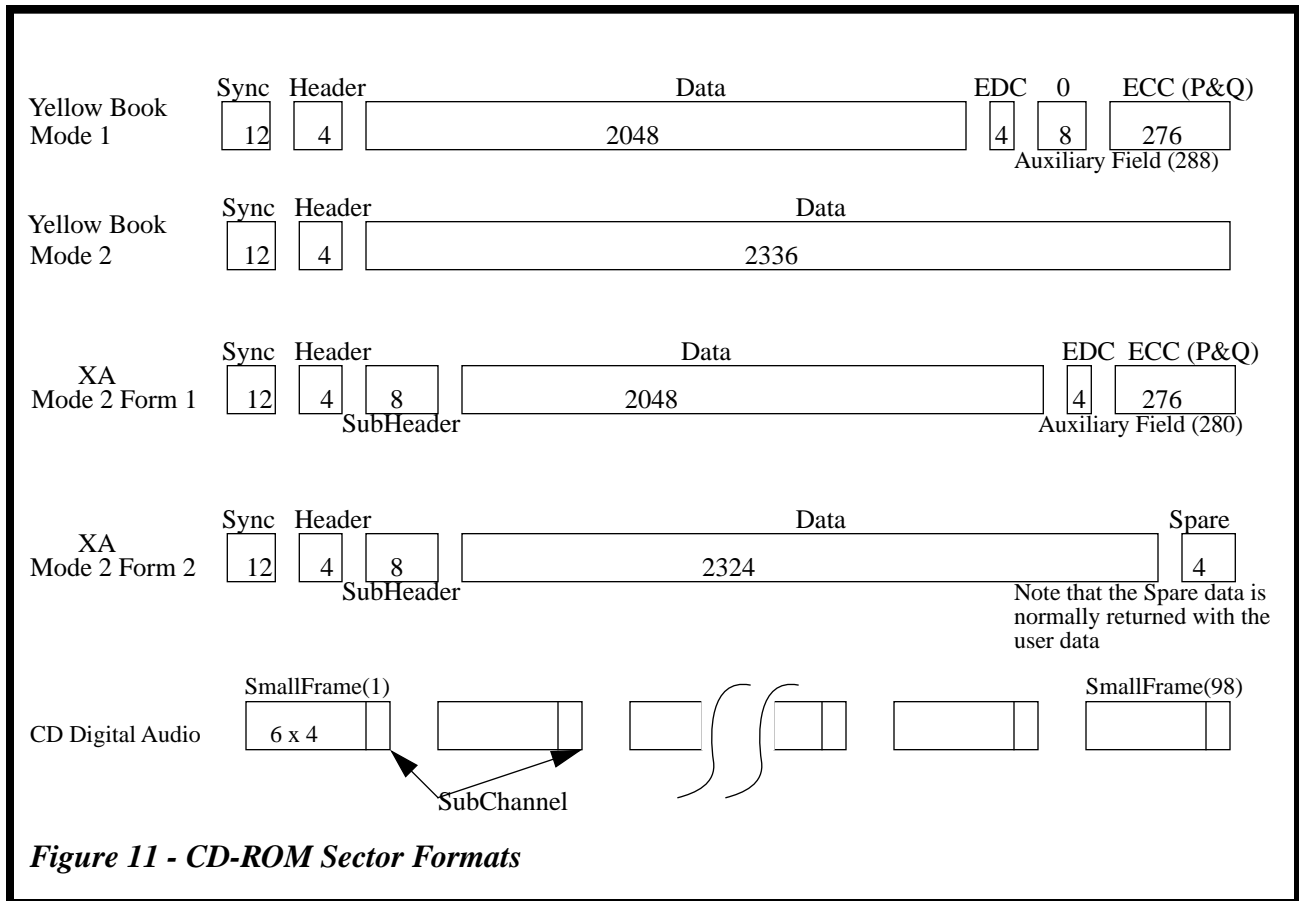 Sync Header Data EDC 0 ECC (P&Q)
Yellow Book
Mode 1
12 4 2048 4 8 276
Auxiliary Field (288)
Sync Header Data
Yellow Book
Mode 2
12 4 2336
Sync Header Data EDC ECC (P&Q)
XA
Mode 2 Form 1
12 4 8 2048 4 276
SubHeader
Auxiliary Field (280)
Sync Header Data Spare
XA
Mode 2 Form 2
12 4 8 2324 4
SubHeader
Note that the Spare data is
normally returned with the
user data
SmallFrame(1) SmallFrame(98)
CD Digital Audio
6 x 4
SubChannel
Figure 11 - CD-ROM Sector Formats